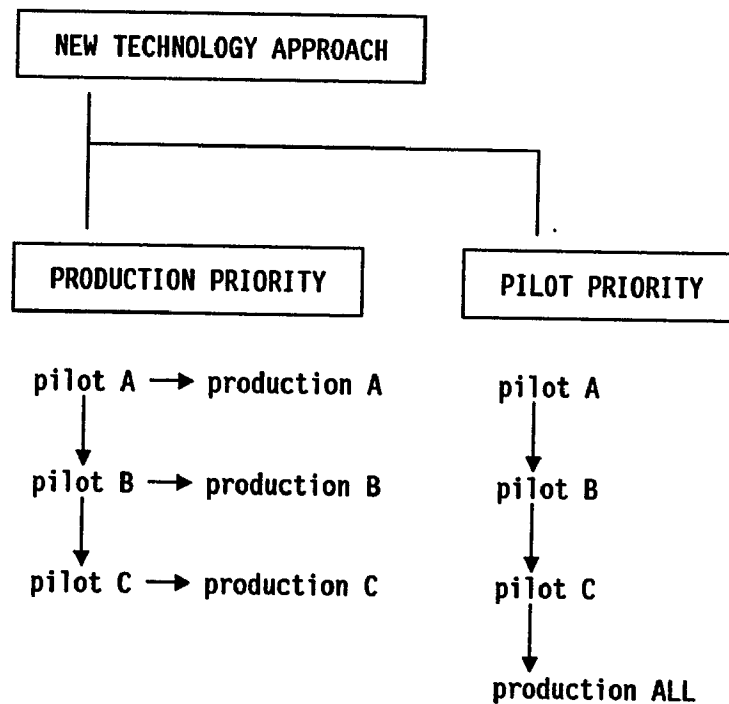 NEW TECHNOLOGY APPROACH
PRODUCTION PRIORITY
PILOT PRIORITY
pilot A → production A
pilot B → production B
pilot C → production C
pilot A
pilot B
pilot C
production ALL